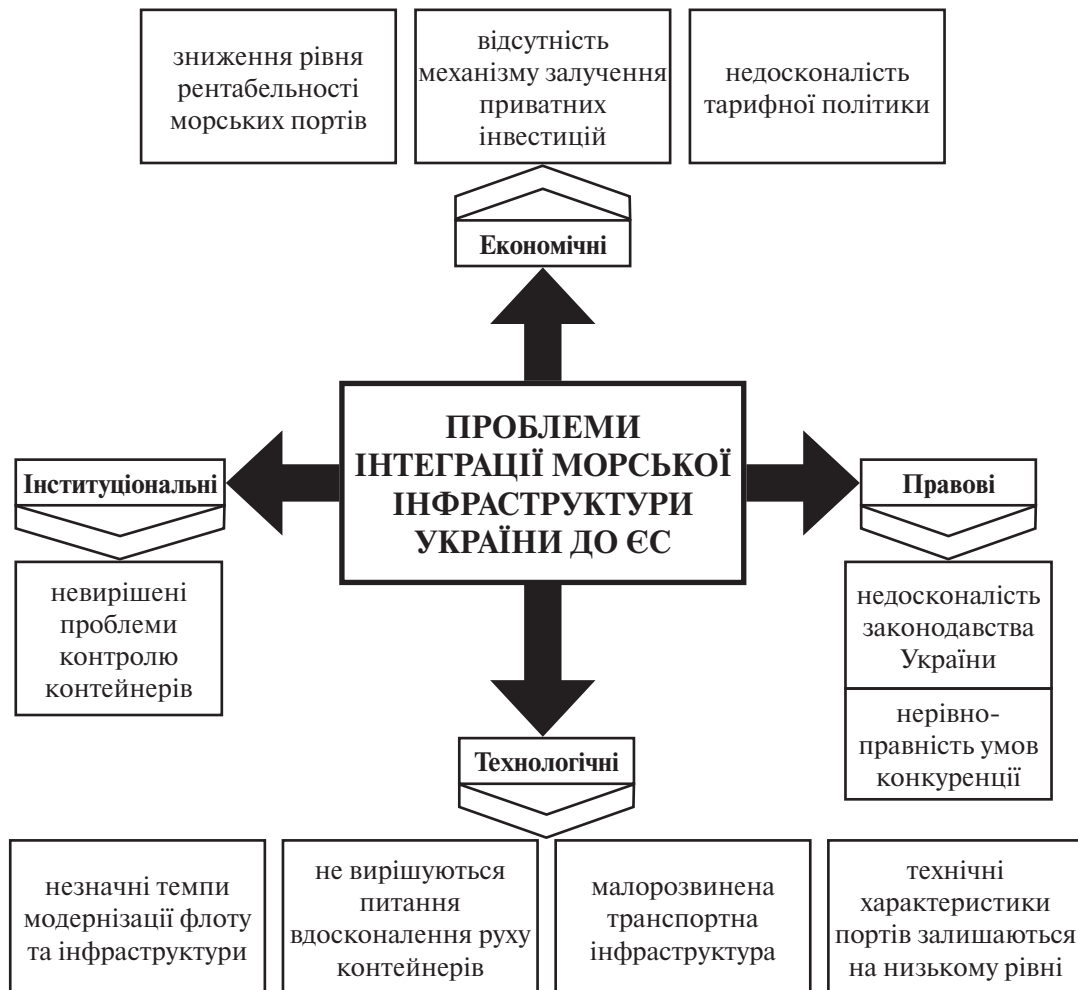 зниження рівня
рентабельності
морських портів
відсутність
механізму залучення
приватних
інвестицій
недосконалість
тарифної політики
Економічні
ПРОБЛЕМИ
ІНТЕГРАЦІЇ МОРСЬКОЇ
ІНФРАСТРУКТУРИ
УКРАЇНИ ДО ЄС
Інституціональні
невирішені
проблеми
контролю
контейнерів
Правові
недосконалість
законодавства
України
нерівно-
правність умов
конкуренції
Технологічні
незначні темпи
модернізації флоту
та інфраструктури
не вирішуються
питання
вдосконалення руху
контейнерів
малорозвинена
транспортна
інфраструктура
технічні
характеристики
портів залишаються
на низькому рівні